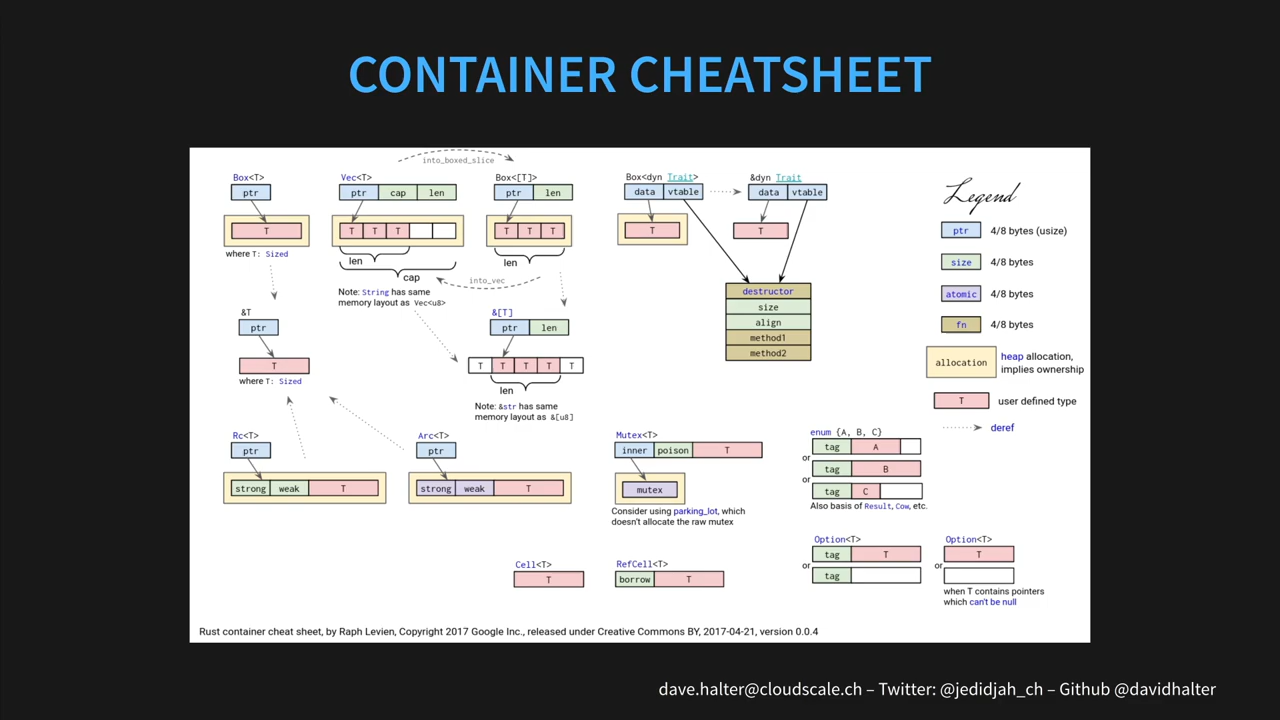 CONTAINER CHEATSHEET
into_boxed_slice
Box<T>
ptr
T
where T: Sized
Vec<T>
ptr cap len
T T T
len
cap
Note: String has same
memory layout as Vec<u8>
Box<[T]>
ptr len
T T T
len
into_vec
Box<dyn Trait>
data vtable
T
&dyn Trait
data vtable
T
destructor
size
align
method1
method2
Legend
ptr 4/8 bytes (usize)
size 4/8 bytes
atomic 4/8 bytes
fn 4/8 bytes
allocation heap allocation,
implies ownership
T user defined type
deref
&T
ptr
T
where T: Sized
&[T]
ptr len
T T T T T
len
Note: &str has same
memory layout as &[u8]
Rc<T>
ptr
strong weak T
Arc<T>
ptr
strong weak T
Mutex<T>
inner poison T
mutex
Consider using parking_lot, which
doesn't allocate the raw mutex
enum {A, B, C}
tag A
or
tag B
or
tag C
Also basis of Result, Cow, etc.
Cell<T>
T
RefCell<T>
borrow T
Option<T>
tag T
or
tag
Option<T>
T
or
when T contains pointers
which can't be null
Rust container cheat sheet, by Raph Levien, Copyright 2017 Google Inc., released under Creative Commons BY, 2017-04-21, version 0.0.4
dave.halter@cloudscale.ch – Twitter: @jedidjah_ch – Github @davidhalter